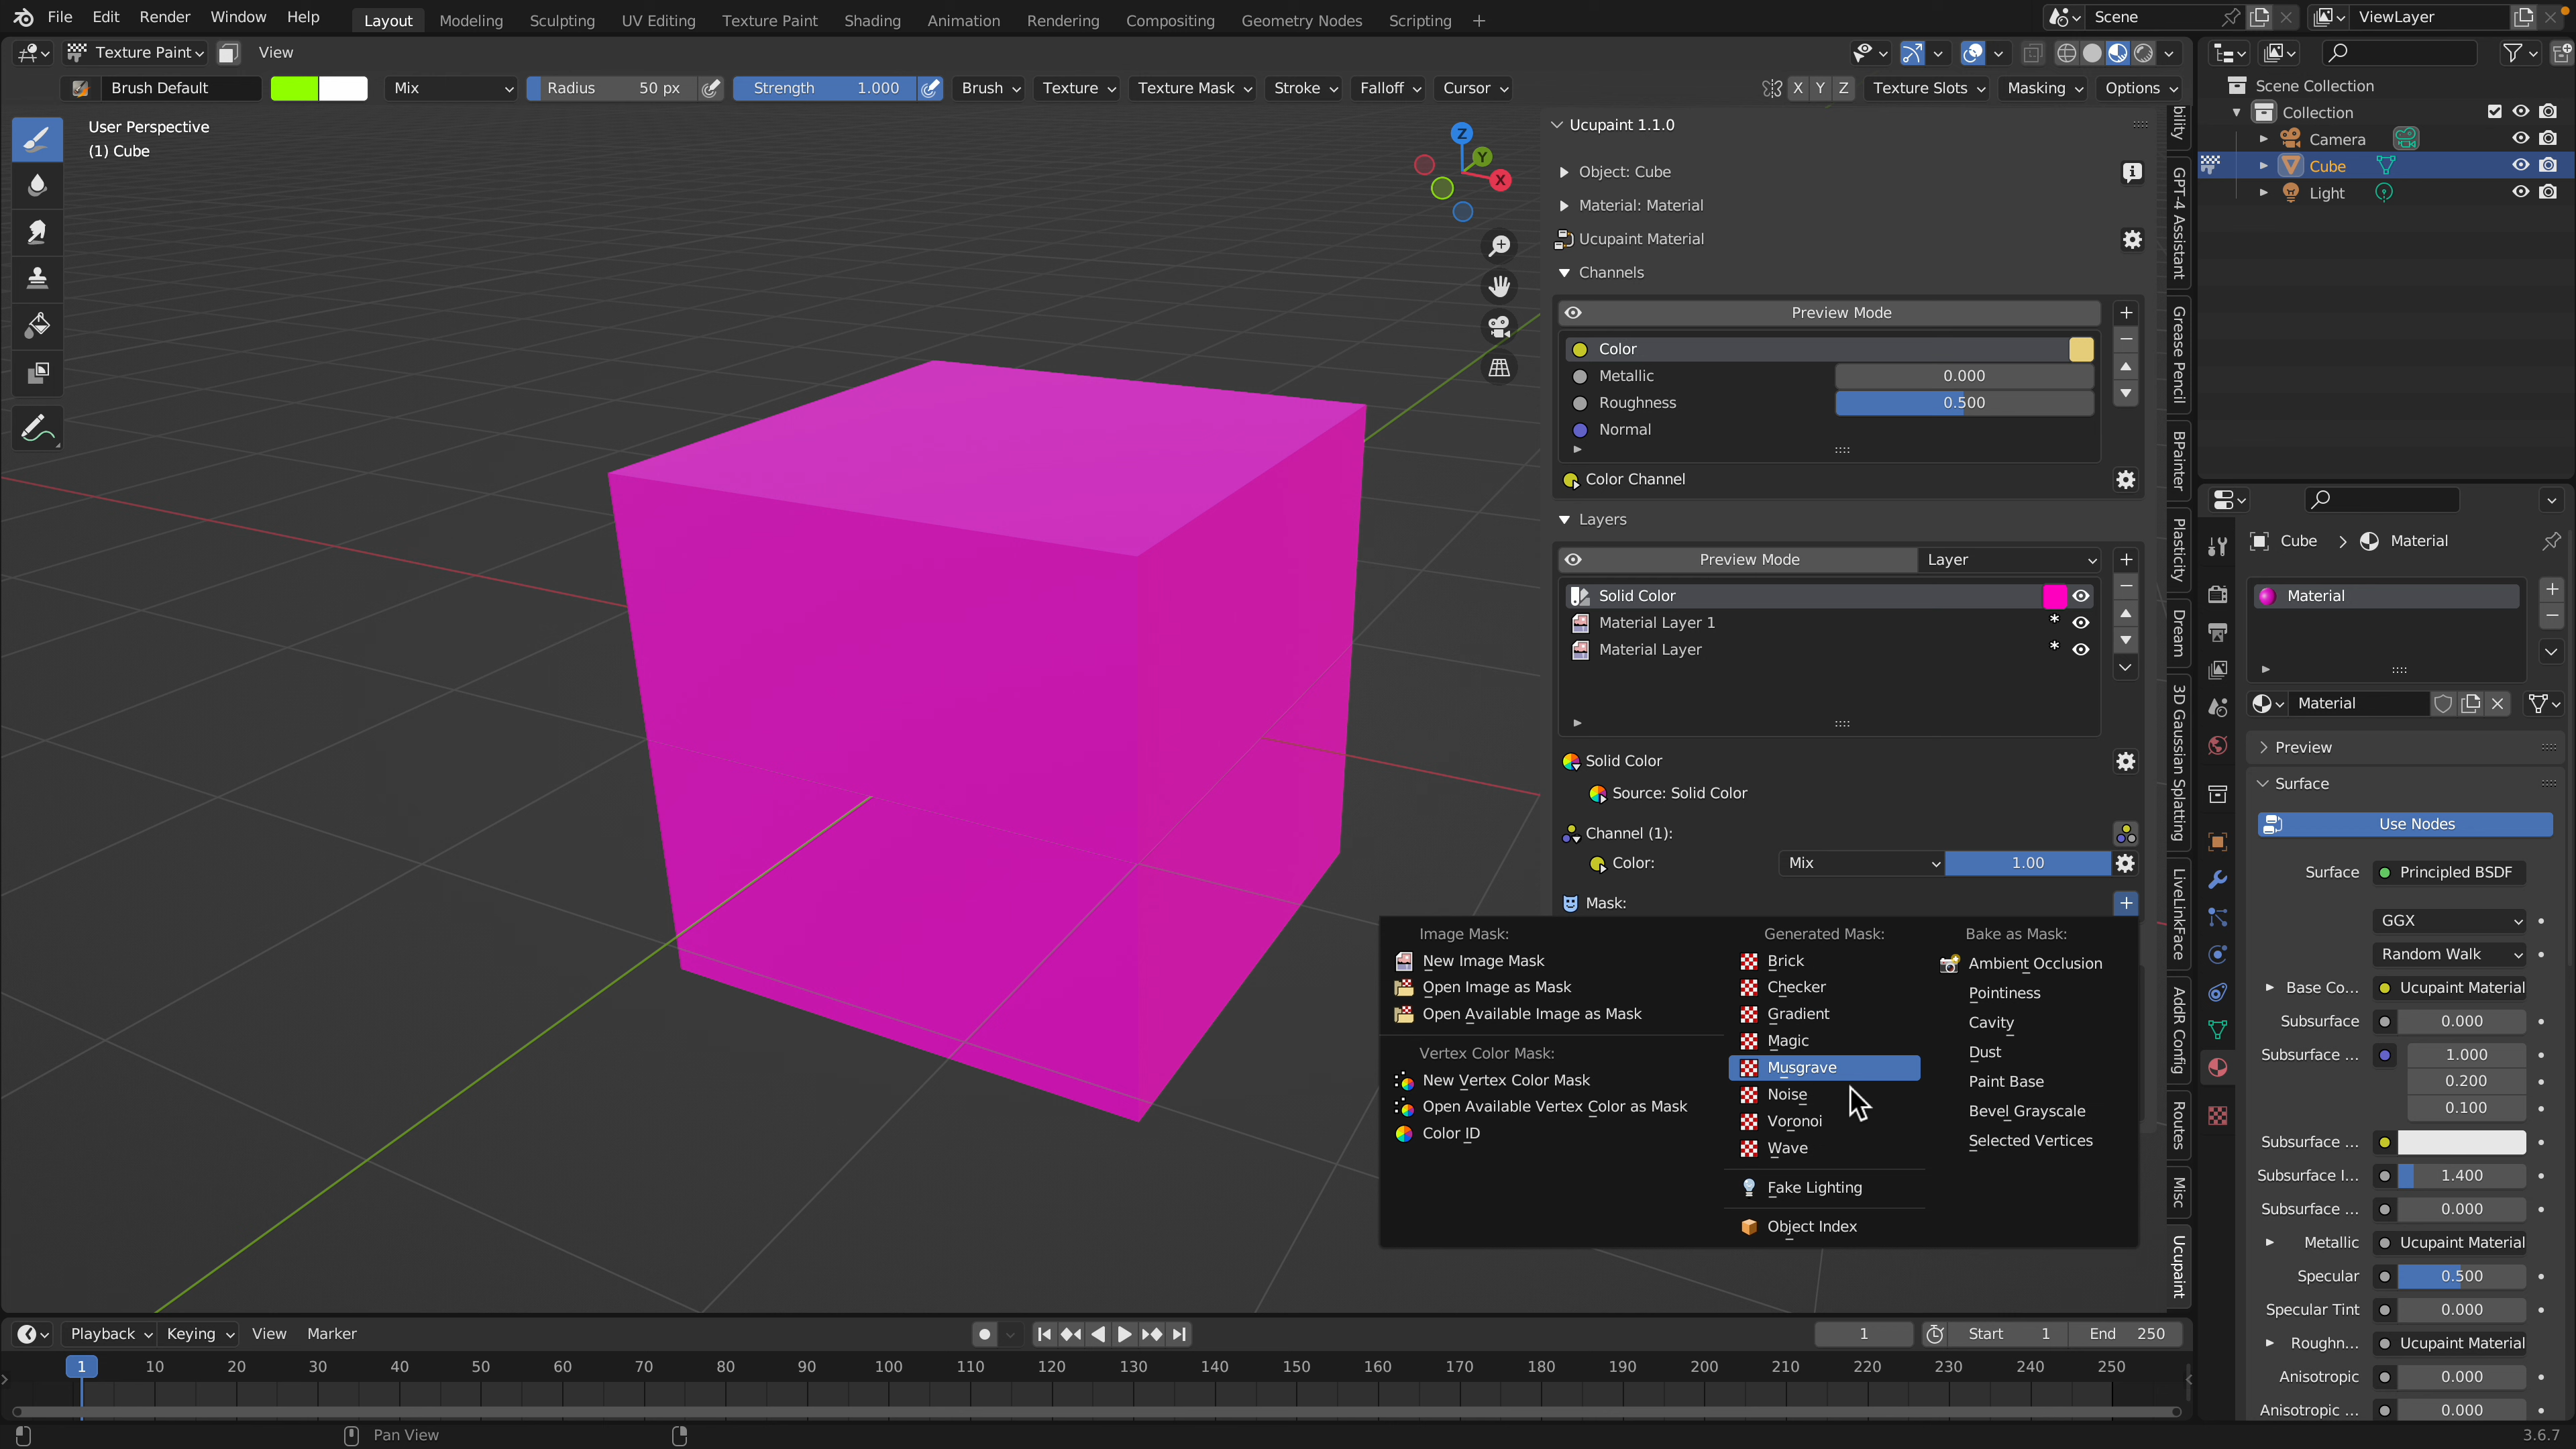 File Edit Render Window Help Layout Modeling Sculpting UV Editing Texture Paint Shading Animation Rendering Compositing Geometry Nodes Scripting + Scene ViewLayer
Texture Paint View
Brush Default Mix Radius 50 px Strength 1.000 Brush Texture Texture Mask Stroke Falloff Cursor X Y Z Texture Slots Masking Options
User Perspective
(1) Cube
Z
Y
X
Ucupaint 1.1.0
Object: Cube
Material: Material
Ucupaint Material
Channels
Preview Mode
Color
Metallic 0.000
Roughness 0.500
Normal
Color Channel
Layers
Preview Mode Layer
Solid Color
Material Layer 1 *
Material Layer *
Solid Color
Source: Solid Color
Channel (1):
Color: Mix 1.00
Mask:
Image Mask:
New Image Mask
Open Image as Mask
Open Available Image as Mask
Vertex Color Mask:
New Vertex Color Mask
Open Available Vertex Color as Mask
Color ID
Generated Mask:
Brick
Checker
Gradient
Magic
Musgrave
Noise
Voronoi
Wave
Fake Lighting
Object Index
Bake as Mask:
Ambient Occlusion
Pointiness
Cavity
Dust
Paint Base
Bevel Grayscale
Selected Vertices
bility
GPT-4 Assistant
Grease Pencil
BPainter
Plasticity
Dream
3D Gaussian Splatting
LiveLinkFace
AddR Config
Routes
Misc
Ucupaint
Scene Collection
Collection
Camera
Cube
Light
Cube > Material
Material
Material
Preview
Surface
Use Nodes
Surface Principled BSDF
GGX
Random Walk
Base Co... Ucupaint Material
Subsurface 0.000
Subsurface ... 1.000
0.200
0.100
Subsurface ...
Subsurface I... 1.400
Subsurface ... 0.000
Metallic Ucupaint Material
Specular 0.500
Specular Tint 0.000
Roughn... Ucupaint Material
Anisotropic 0.000
Anisotropic ... 0.000
Playback Keying View Marker 1 Start 1 End 250
1 10 20 30 40 50 60 70 80 90 100 110 120 130 140 150 160 170 180 190 200 210 220 230 240 250
Pan View
3.6.7